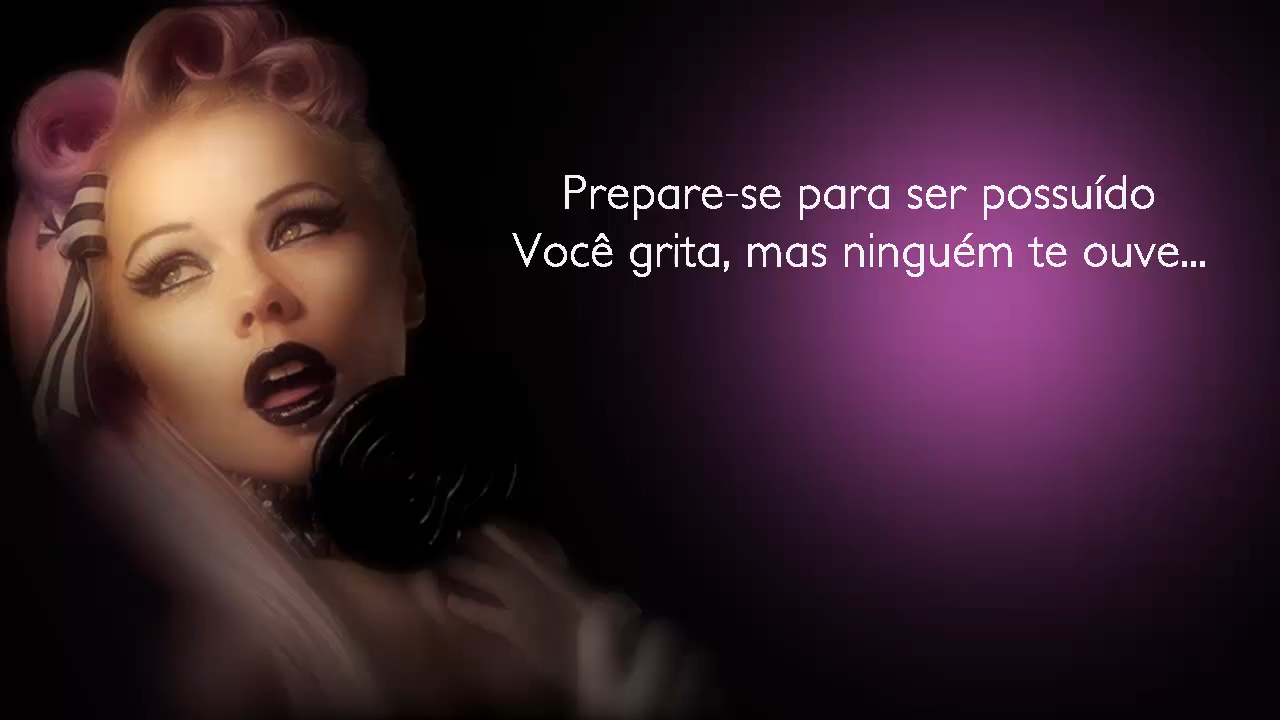 Prepare-se para ser possuído
Você grita, mas ninguém te ouve...